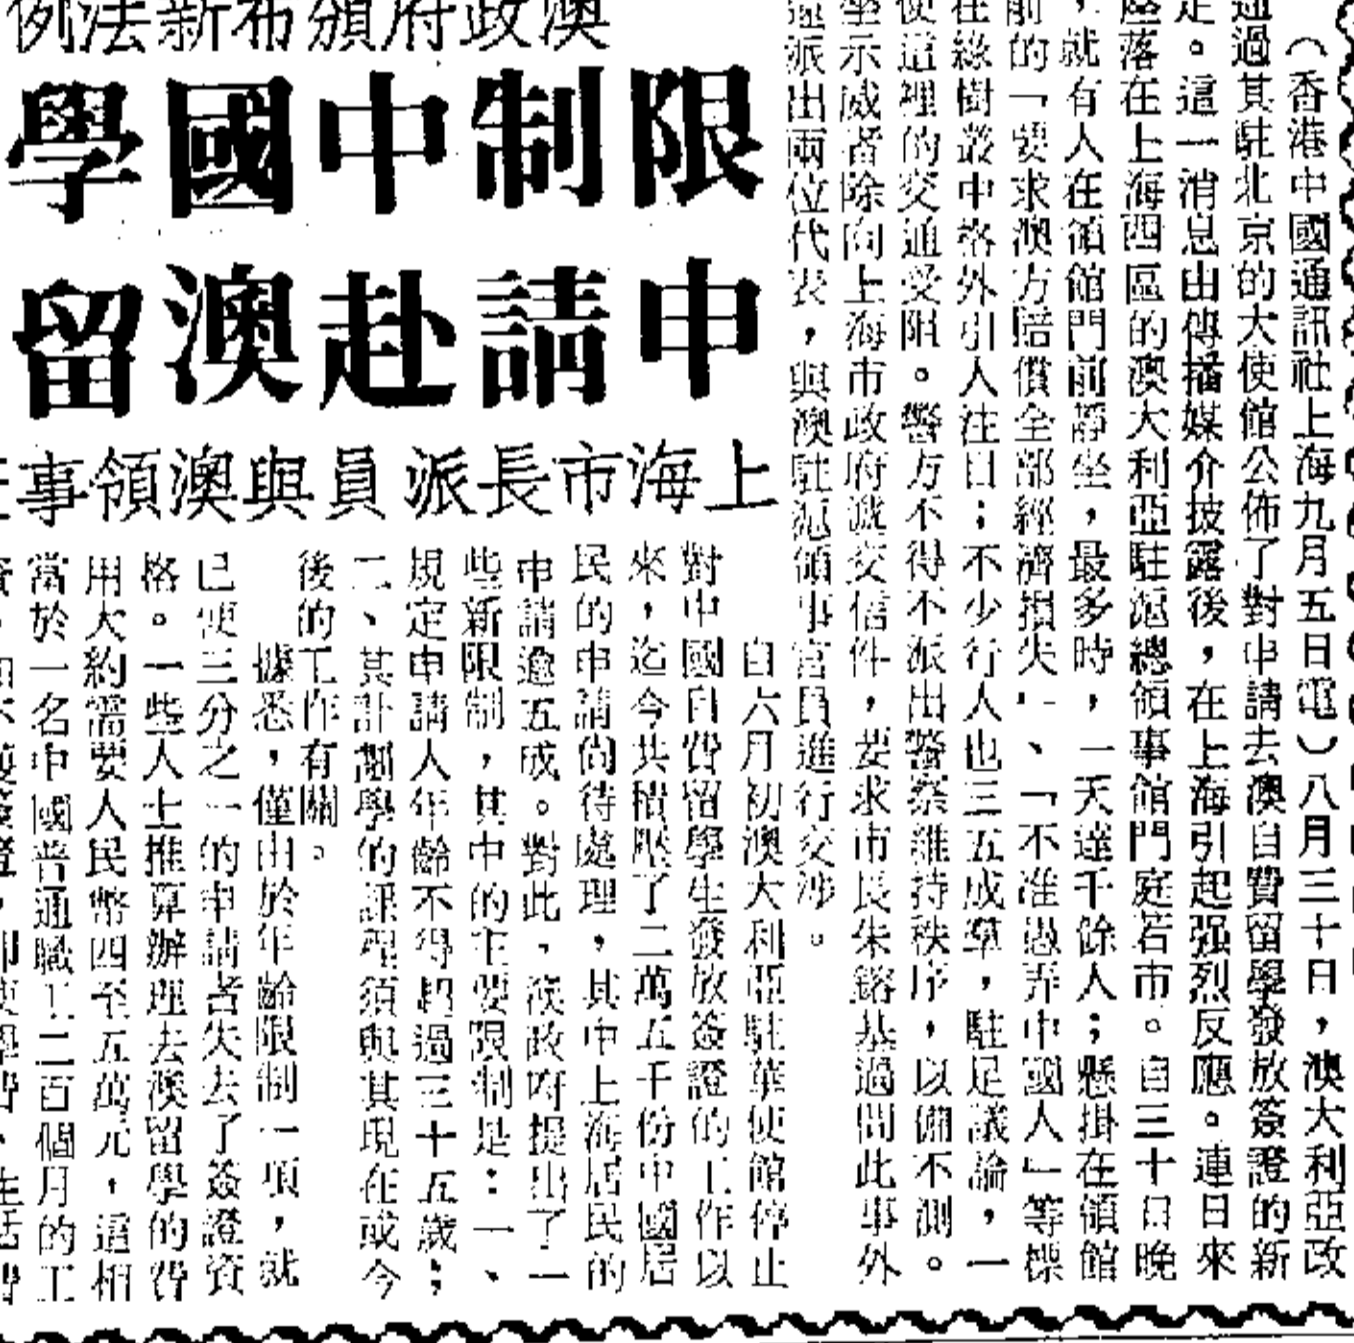 澳政府頒布新法例
限制中國學
申請赴澳留
上海市長派員與澳領事
（香港中國通訊社上海九月五日電）八月三十日，澳大利亞政
通過其駐北京的大使館公佈了對申請去澳自費留學發放簽證的新
定。這一消息由傳播媒介披露後，在上海引起强烈反應。連日來
座落在上海西區的澳大利亞駐滬總領事館門庭若市。自三十日晚
，就有人在領館門前靜坐，最多時，一天達千餘人；懸掛在領館
前的「要求澳方賠償全部經濟損失」、「不准愚弄中國人」等標
在綠樹叢中格外引人注目；不少行人也三五成羣，駐足議論，一
使這裡的交通受阻。警方不得不派出警察維持秩序，以備不測。
坐示威者除向上海市政府遞交信件，要求市長朱鎔基過問此事外
還派出兩位代表，與澳駐滬領事官員進行交涉。
自六月初澳大利亞駐華使館停止
對中國自費留學生發放簽證的工作以
來，迄今共積壓了二萬五千份中國居
民的申請尚待處理，其中上海居民的
申請逾五成。對此，澳政府提出了一
些新限制，其中的主要限制是：一、
規定申請人年齡不得超過三十五歲；
二、其計劃學的課程須與其現在或今
後的工作有關。
據悉，僅由於年齡限制一項，就
已使三分之一的申請者失去了簽證資
格。一些人士推算辦理去澳留學的費
用大約需要人民幣四至五萬元，這相
當於一名中國普通職工二百個月的工